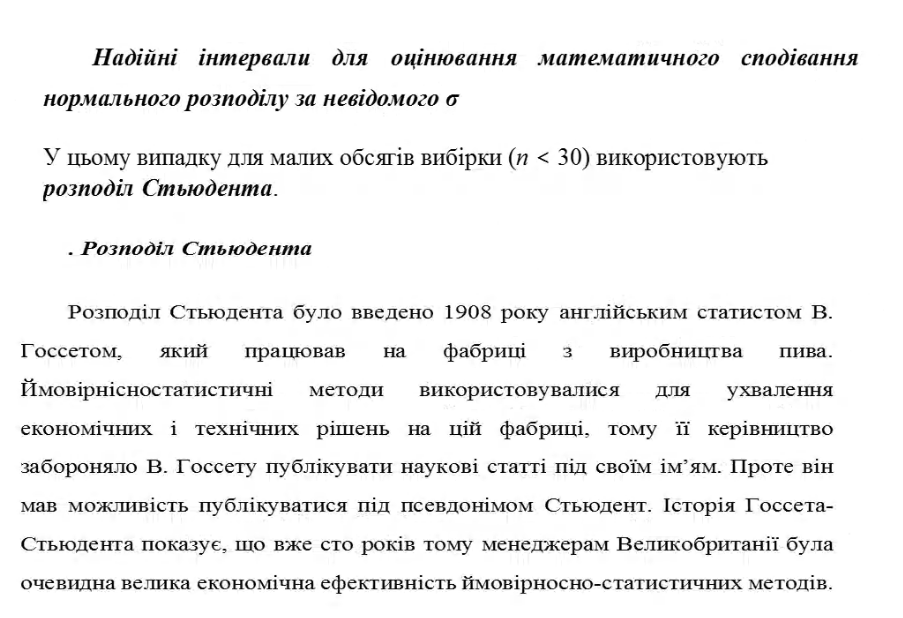 Надійні інтервали для оцінювання математичного сподівання
нормального розподілу за невідомого σ
У цьому випадку для малих обсягів вибірки (n < 30) використовують
розподіл Стьюдента.
. Розподіл Стьюдента
Розподіл Стьюдента було введено 1908 року англійським статистом В.
Госсетом, який працював на фабриці з виробництва пива.
Ймовірнісностатистичні методи використовувалися для ухвалення
економічних і технічних рішень на цій фабриці, тому її керівництво
забороняло В. Госсету публікувати наукові статті під своїм ім’ям. Проте він
мав можливість публікуватися під псевдонімом Стьюдент. Історія Госсета-
Стьюдента показує, що вже сто років тому менеджерам Великобританії була
очевидна велика економічна ефективність ймовірносно-статистичних методів.